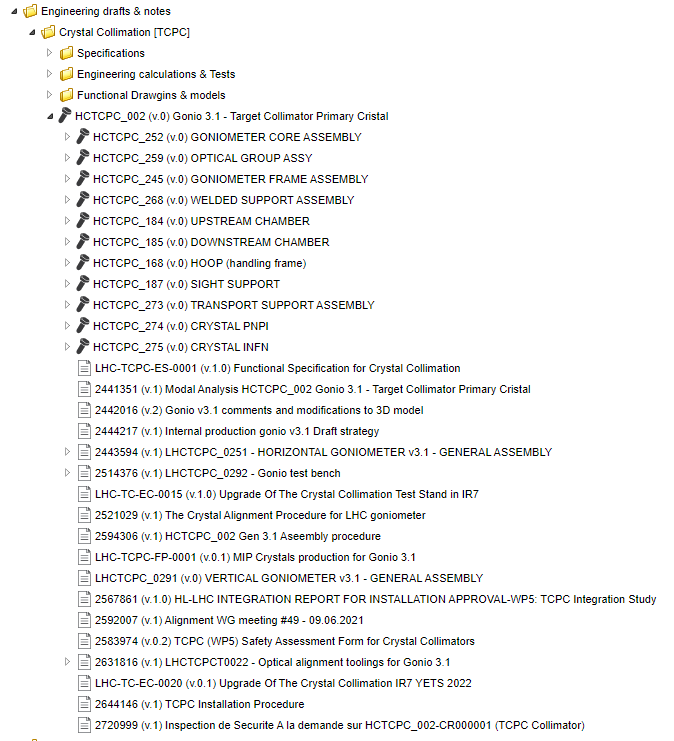 Engineering drafts & notes
Crystal Collimation [TCPC]
Specifications
Engineering calculations & Tests
Functional Drawgins & models
HCTCPC_002 (v.0) Gonio 3.1 - Target Collimator Primary Cristal
HCTCPC_252 (v.0) GONIOMETER CORE ASSEMBLY
HCTCPC_259 (v.0) OPTICAL GROUP ASSY
HCTCPC_245 (v.0) GONIOMETER FRAME ASSEMBLY
HCTCPC_268 (v.0) WELDED SUPPORT ASSEMBLY
HCTCPC_184 (v.0) UPSTREAM CHAMBER
HCTCPC_185 (v.0) DOWNSTREAM CHAMBER
HCTCPC_168 (v.0) HOOP (handling frame)
HCTCPC_187 (v.0) SIGHT SUPPORT
HCTCPC_273 (v.0) TRANSPORT SUPPORT ASSEMBLY
HCTCPC_274 (v.0) CRYSTAL PNPI
HCTCPC_275 (v.0) CRYSTAL INFN
LHC-TCPC-ES-0001 (v.1.0) Functional Specification for Crystal Collimation
2441351 (v.1) Modal Analysis HCTCPC_002 Gonio 3.1 - Target Collimator Primary Cristal
2442016 (v.2) Gonio v3.1 comments and modifications to 3D model
2444217 (v.1) Internal production gonio v3.1 Draft strategy
2443594 (v.1) LHCTCPC_0251 - HORIZONTAL GONIOMETER v3.1 - GENERAL ASSEMBLY
2514376 (v.1) LHCTCPC_0292 - Gonio test bench
LHC-TC-EC-0015 (v.1.0) Upgrade Of The Crystal Collimation Test Stand in IR7
2521029 (v.1) The Crystal Alignment Procedure for LHC goniometer
2594306 (v.1) HCTCPC_002 Gen 3.1 Aseembly procedure
LHC-TCPC-FP-0001 (v.0.1) MIP Crystals production for Gonio 3.1
LHCTCPC_0291 (v.0) VERTICAL GONIOMETER v3.1 - GENERAL ASSEMBLY
2567861 (v.1.0) HL-LHC INTEGRATION REPORT FOR INSTALLATION APPROVAL-WP5: TCPC Integration Study
2592007 (v.1) Alignment WG meeting #49 - 09.06.2021
2583974 (v.0.2) TCPC (WP5) Safety Assessment Form for Crystal Collimators
2631816 (v.1) LHCTCPCT0022 - Optical alignment toolings for Gonio 3.1
LHC-TC-EC-0020 (v.0.1) Upgrade Of The Crystal Collimation IR7 YETS 2022
2644146 (v.1) TCPC Installation Procedure
2720999 (v.1) Inspection de Securite A la demande sur HCTCPC_002-CR000001 (TCPC Collimator)